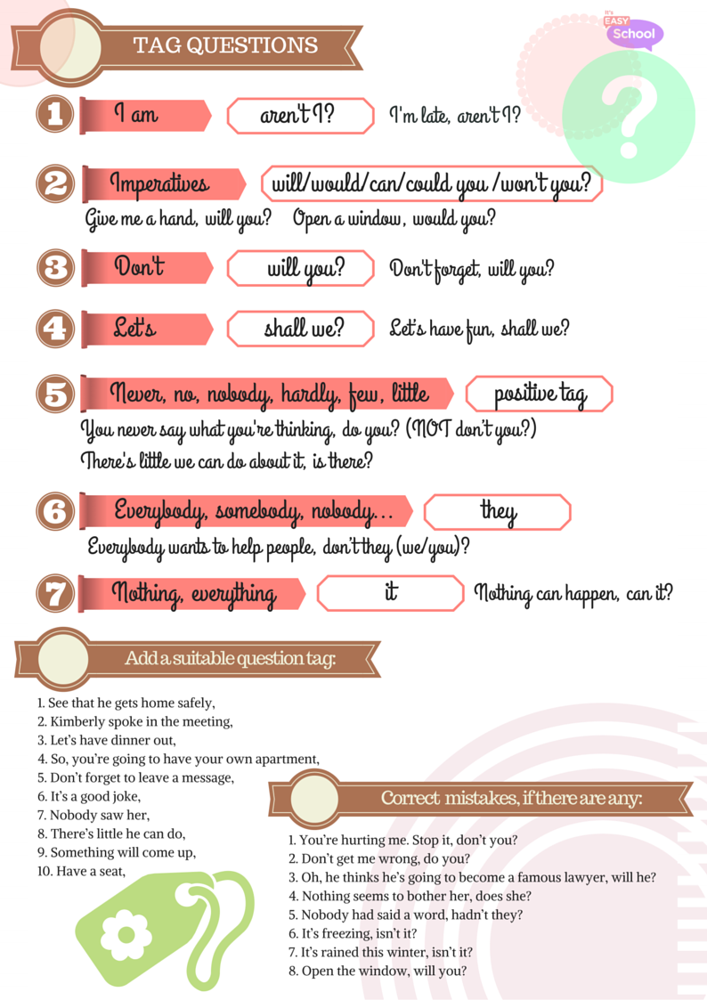 It's
EASY
School
TAG QUESTIONS
1 I am aren't I? I'm late, aren't I?
?
2 Imperatives will/would/can/could you /won't you?
Give me a hand, will you? Open a window, would you?
3 Don't will you? Don't forget, will you?
4 Let's shall we? Let's have fun, shall we?
5 Never, no, nobody, hardly, few, little positive tag
You never say what you're thinking, do you? (NOT don't you?)
There's little we can do about it, is there?
6 Everybody, somebody, nobody... they
Everybody wants to help people, don't they (we/you)?
7 Nothing, everything it Nothing can happen, can it?
Add a suitable question tag:
1. See that he gets home safely,
2. Kimberly spoke in the meeting,
3. Let's have dinner out,
4. So, you're going to have your own apartment,
5. Don't forget to leave a message,
6. It's a good joke,
7. Nobody saw her,
8. There's little he can do,
9. Something will come up,
10. Have a seat,
Correct mistakes, if there are any:
1. You're hurting me. Stop it, don't you?
2. Don't get me wrong, do you?
3. Oh, he thinks he's going to become a famous lawyer, will he?
4. Nothing seems to bother her, does she?
5. Nobody had said a word, hadn't they?
6. It's freezing, isn't it?
7. It's rained this winter, isn't it?
8. Open the window, will you?